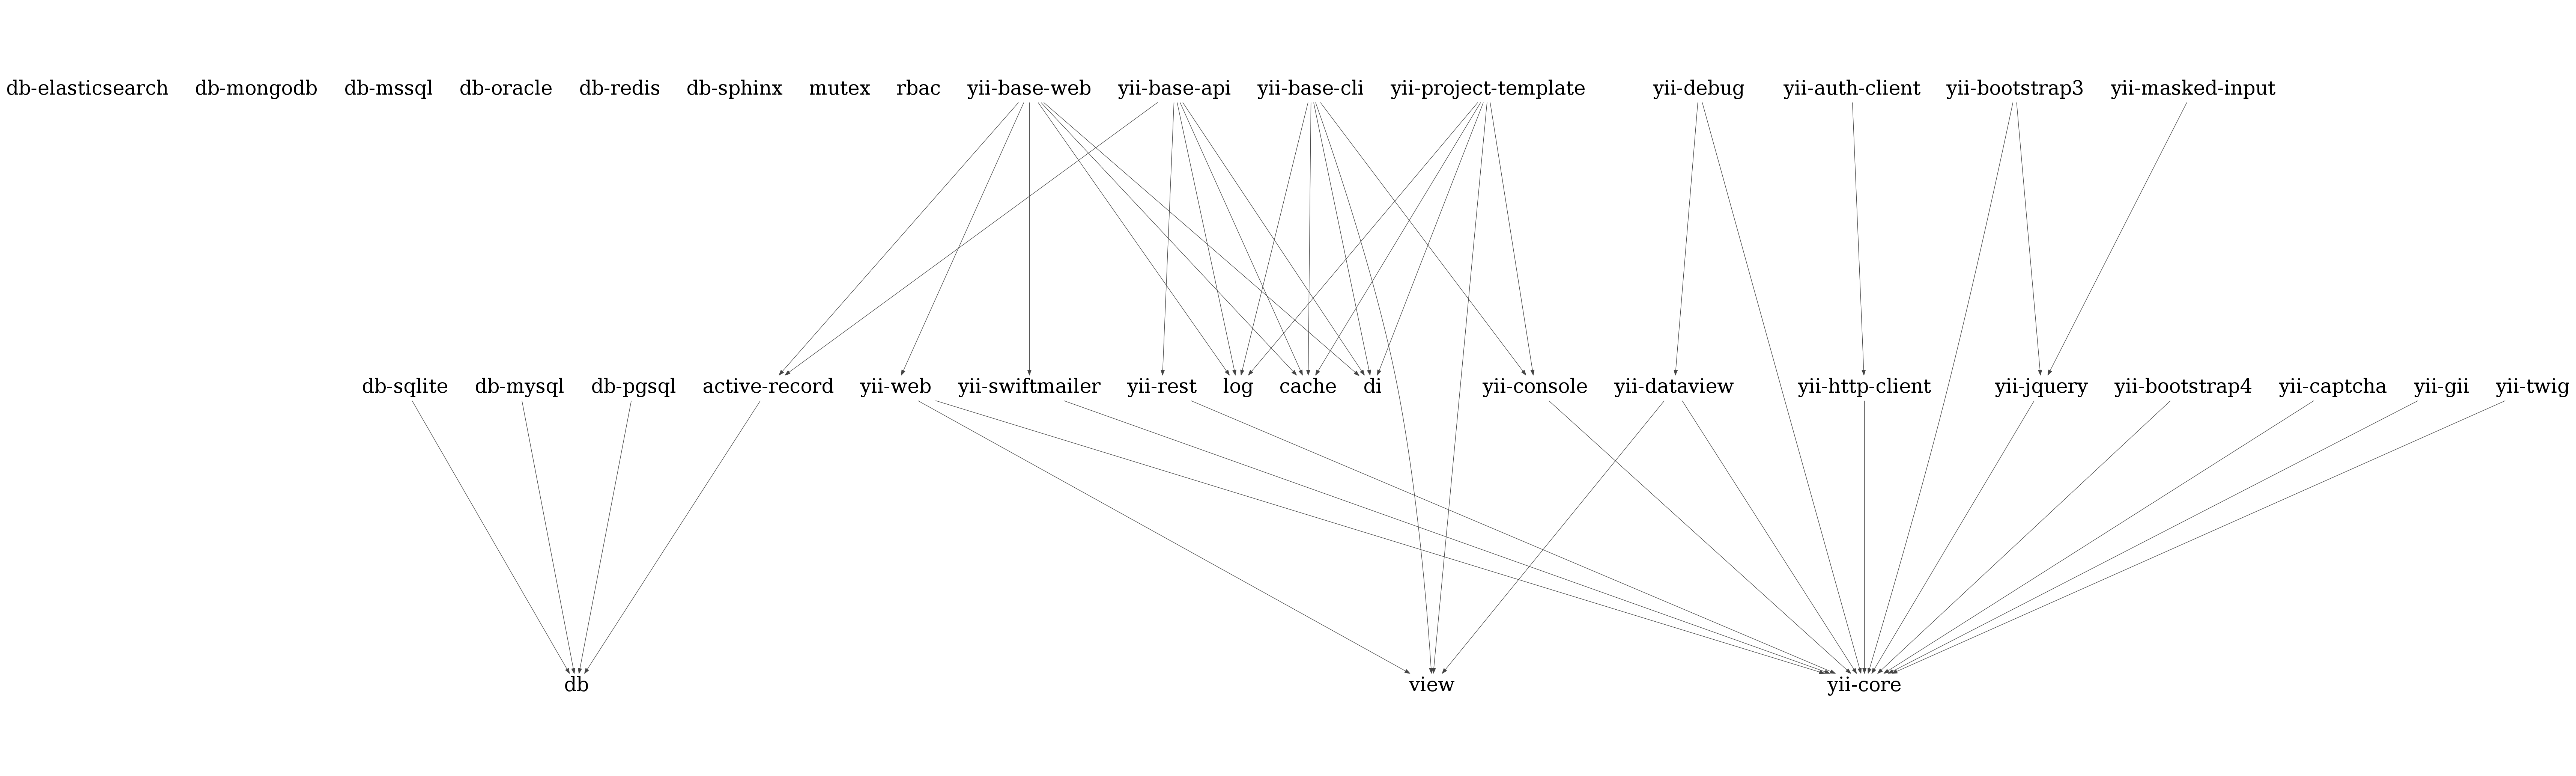 db-elasticsearch db-mongodb db-mssql db-oracle db-redis db-sphinx mutex rbac yii-base-web yii-base-api yii-base-cli yii-project-template yii-debug yii-auth-client yii-bootstrap3 yii-masked-input
db-sqlite db-mysql db-pgsql active-record yii-web yii-swiftmailer yii-rest log cache di yii-console yii-dataview yii-http-client yii-jquery yii-bootstrap4 yii-captcha yii-gii yii-twig
db view yii-core